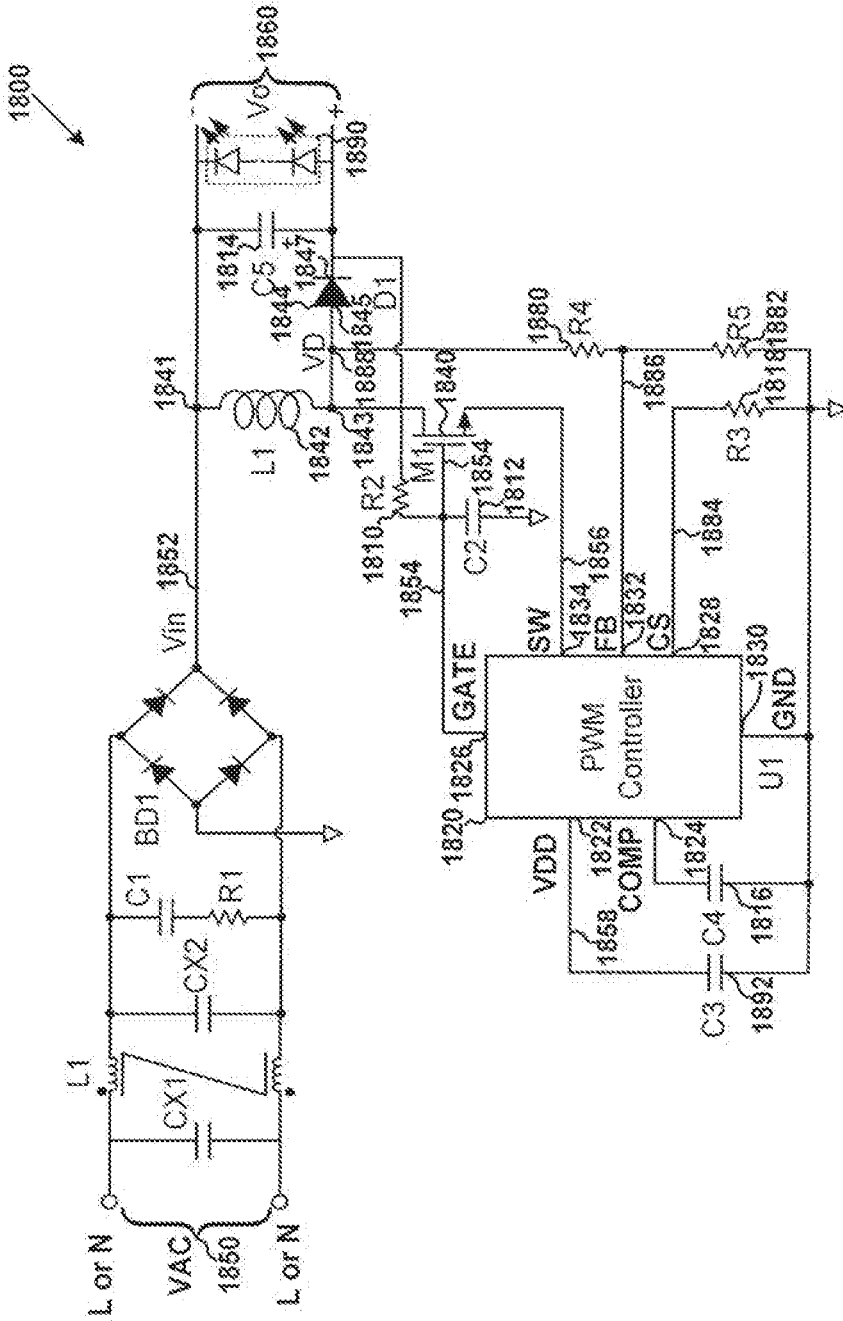 1800
L or N
VAC
1850
L or N
CX1
L1
CX2
C1
R1
BD1
Vin
1852
1841
L1
1842
1843
VD
1888
1845
D1
1844
1847
C5
+
1814
-
Vo
+
1860
1890
1810
R2
M1
1840
1854
C2
1812
1854
1856
1880
R4
1886
R5
1882
1818
R3
1884
GATE
1826
1820
SW
1834
FB
1832
CS
1828
PWM
Controller
U1
1830
GND
VDD
1822
COMP
1824
1858
C4
1816
C3
1892